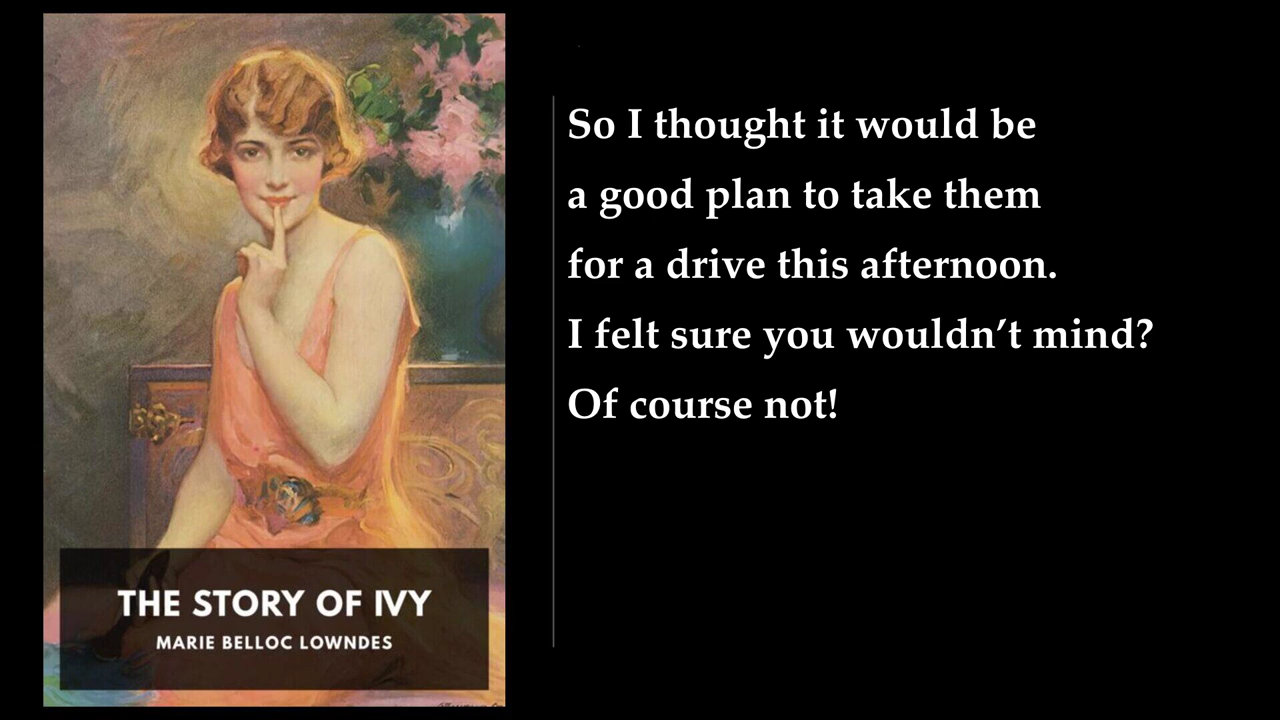 THE STORY OF IVY
MARIE BELLOC LOWNDES
So I thought it would be
a good plan to take them
for a drive this afternoon.
I felt sure you wouldn’t mind?
Of course not!